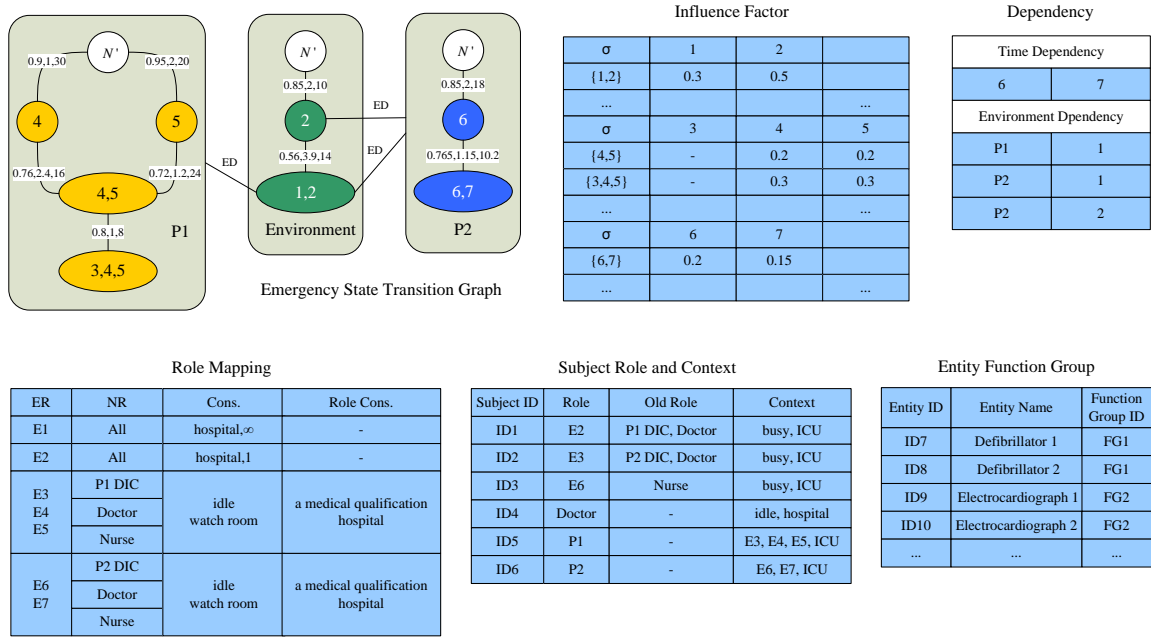 N'
0.9,1,30
0.95,2,20
4
5
0.76,2.4,16
0.72,1.2,24
4,5
0.8,1,8
P1
3,4,5
ED
N'
0.85,2,10
2
0.56,3.9,14
1,2
Environment
ED
ED
N'
0.85,2,18
6
0.765,1.15,10.2
6,7
P2
Emergency State Transition Graph
Influence Factor
σ 1 2
{1,2} 0.3 0.5
... ...
σ 3 4 5
{4,5} - 0.2 0.2
{3,4,5} - 0.3 0.3
... ...
σ 6 7
{6,7} 0.2 0.15
... ...
Dependency
Time Dependency
6 7
Environment Dpendency
P1 1
P2 1
P2 2
Role Mapping
ER NR Cons. Role Cons.
E1 All hospital,∞ -
E2 All hospital,1 -
E3
E4
E5
P1 DIC
Doctor
Nurse
idle
watch room
a medical qualification
hospital
E6
E7
P2 DIC
Doctor
Nurse
idle
watch room
a medical qualification
hospital
Subject Role and Context
Subject ID Role Old Role Context
ID1 E2 P1 DIC, Doctor busy, ICU
ID2 E3 P2 DIC, Doctor busy, ICU
ID3 E6 Nurse busy, ICU
ID4 Doctor - idle, hospital
ID5 P1 - E3, E4, E5, ICU
ID6 P2 - E6, E7, ICU
Entity Function Group
Entity ID Entity Name Function
Group ID
ID7 Defibrillator 1 FG1
ID8 Defibrillator 2 FG1
ID9 Electrocardiograph 1 FG2
ID10 Electrocardiograph 2 FG2
... ... ...